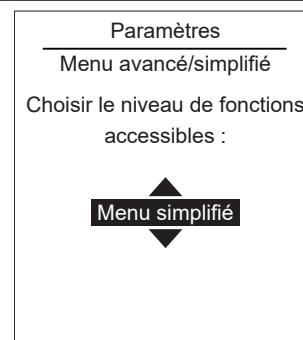 Paramètres
Menu avancé/simplifié
Choisir le niveau de fonctions
accessibles :
Menu simplifié